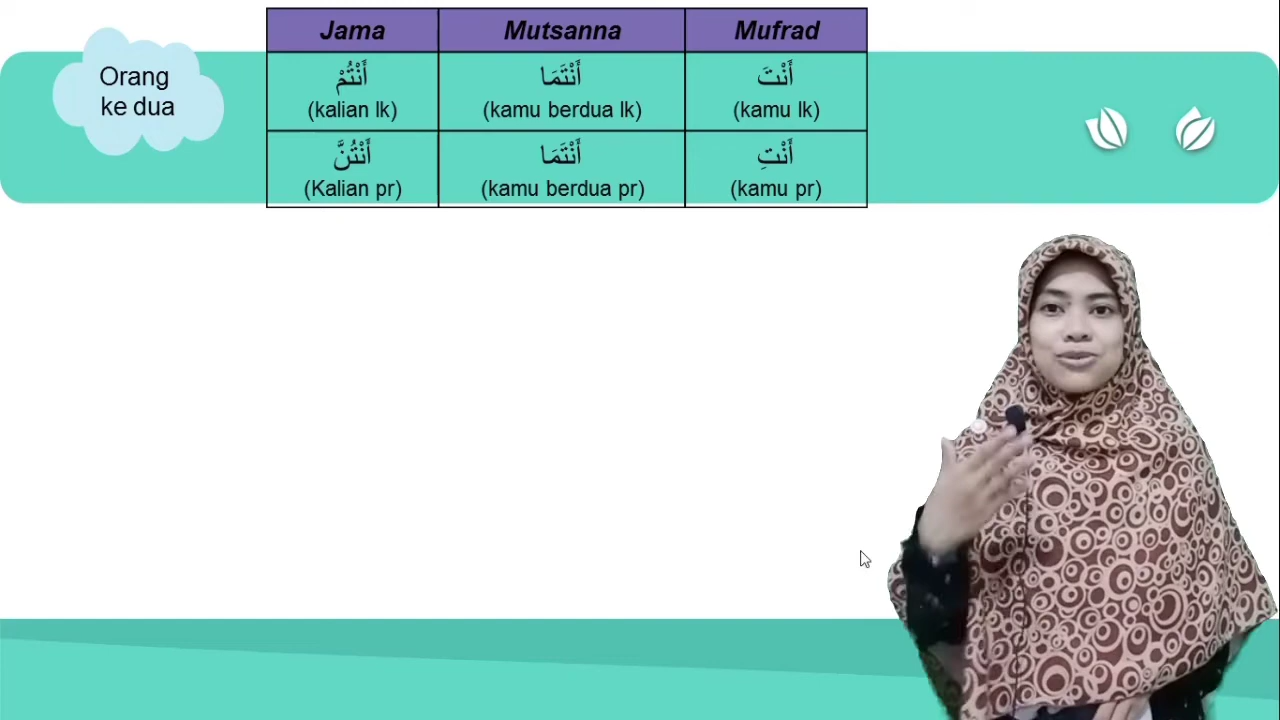 Orang
ke dua
Jama Mutsanna Mufrad
أَنْتُمْ أَنْتَمَا أَنْتَ
(kalian lk) (kamu berdua lk) (kamu lk)
أَنْتُنَّ أَنْتَمَا أَنْتِ
(Kalian pr) (kamu berdua pr) (kamu pr)